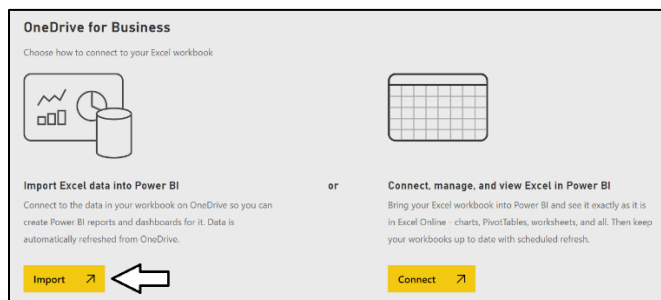 OneDrive for Business
Choose how to connect to your Excel workbook
Import Excel data into Power BI
Connect to the data in your workbook on OneDrive so you can
create Power BI reports and dashboards for it. Data is
automatically refreshed from OneDrive.
Import
or
Connect, manage, and view Excel in Power BI
Bring your Excel workbook into Power BI and see it exactly as it is
in Excel Online - charts, PivotTables, worksheets, and all. Then keep
your workbooks up to date with scheduled refresh.
Connect